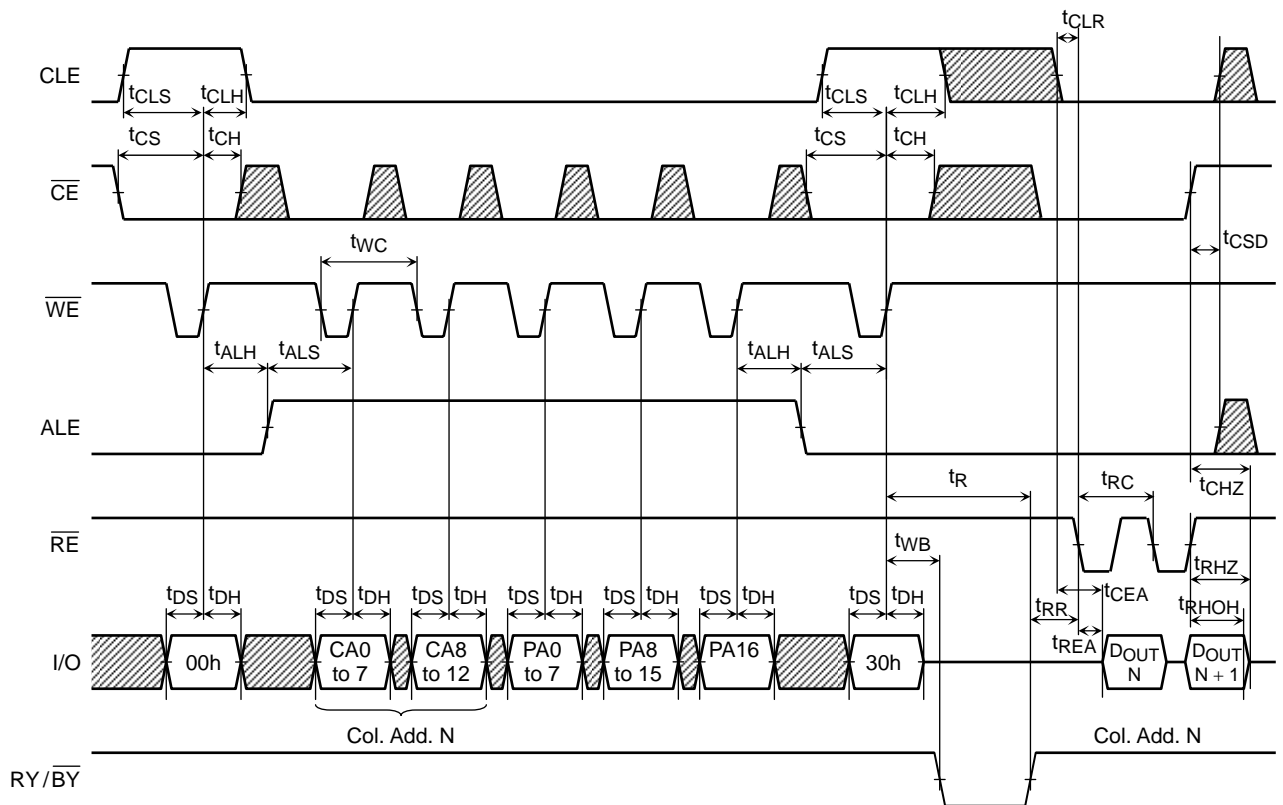 tCLR
CLE
tCLS tCLH tCLS tCLH
tCS tCH tCS tCH
CE
tCSD
tWC
WE
tALH tALS tALH tALS
ALE
tR tRC tCHZ
RE
tWB
tRHZ
tCEA
tDS tDH tDS tDH tDS tDH tDS tDH tDS tDH tDS tDH tDS tDH tRR tRHOH
tREA
I/O 00h CA0 to 7 CA8 to 12 PA0 to 7 PA8 to 15 PA16 30h DOUT N DOUT N + 1
Col. Add. N Col. Add. N
RY/BY